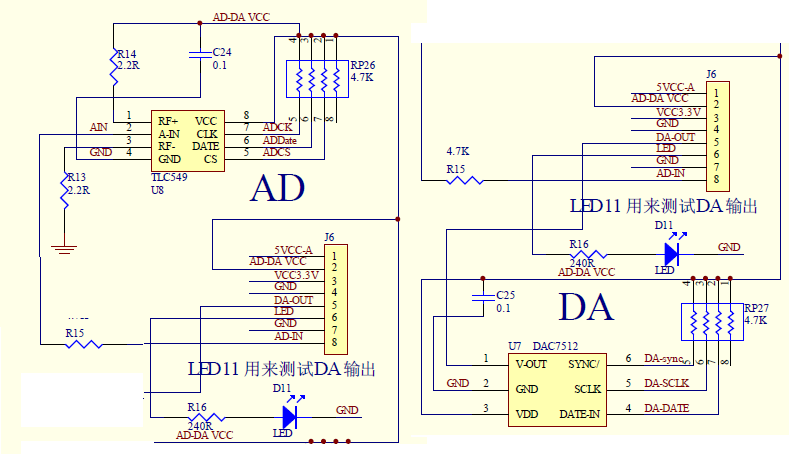 AD-DA VCC
R14
2.2R
C24
0.1
4 3 2 1
RP26
4.7K
5 6 7 8
1 RF+ VCC 8
AIN 2 A-IN CLK 7 ADCK
3 RF- DATE 6 ADDate
GND 4 GND CS 5 ADCS
TLC549
U8
R13
2.2R
AD
J6
5VCC-A 1
AD-DA VCC 2
VCC3.3V 3
GND 4
DA-OUT 5
LED 6
GND 7
AD-IN 8
R15
LED11 用来测试DA 输出
D11
R16
240R
LED
GND
AD-DA VCC
J6
5VCC-A 1
AD-DA VCC 2
VCC3.3V 3
GND 4
DA-OUT 5
LED 6
GND 7
AD-IN 8
4.7K
R15
LED11 用来测试DA 输出
D11
R16
240R
LED
GND
AD-DA VCC
C25
0.1
DA
4 3 2 1
RP27
4.7K
5 6 7 8
U7 DAC7512
1 V-OUT SYNC/ 6 DA-sync
GND 2 GND SCLK 5 DA-SCLK
3 VDD DATE-IN 4 DA-DATE